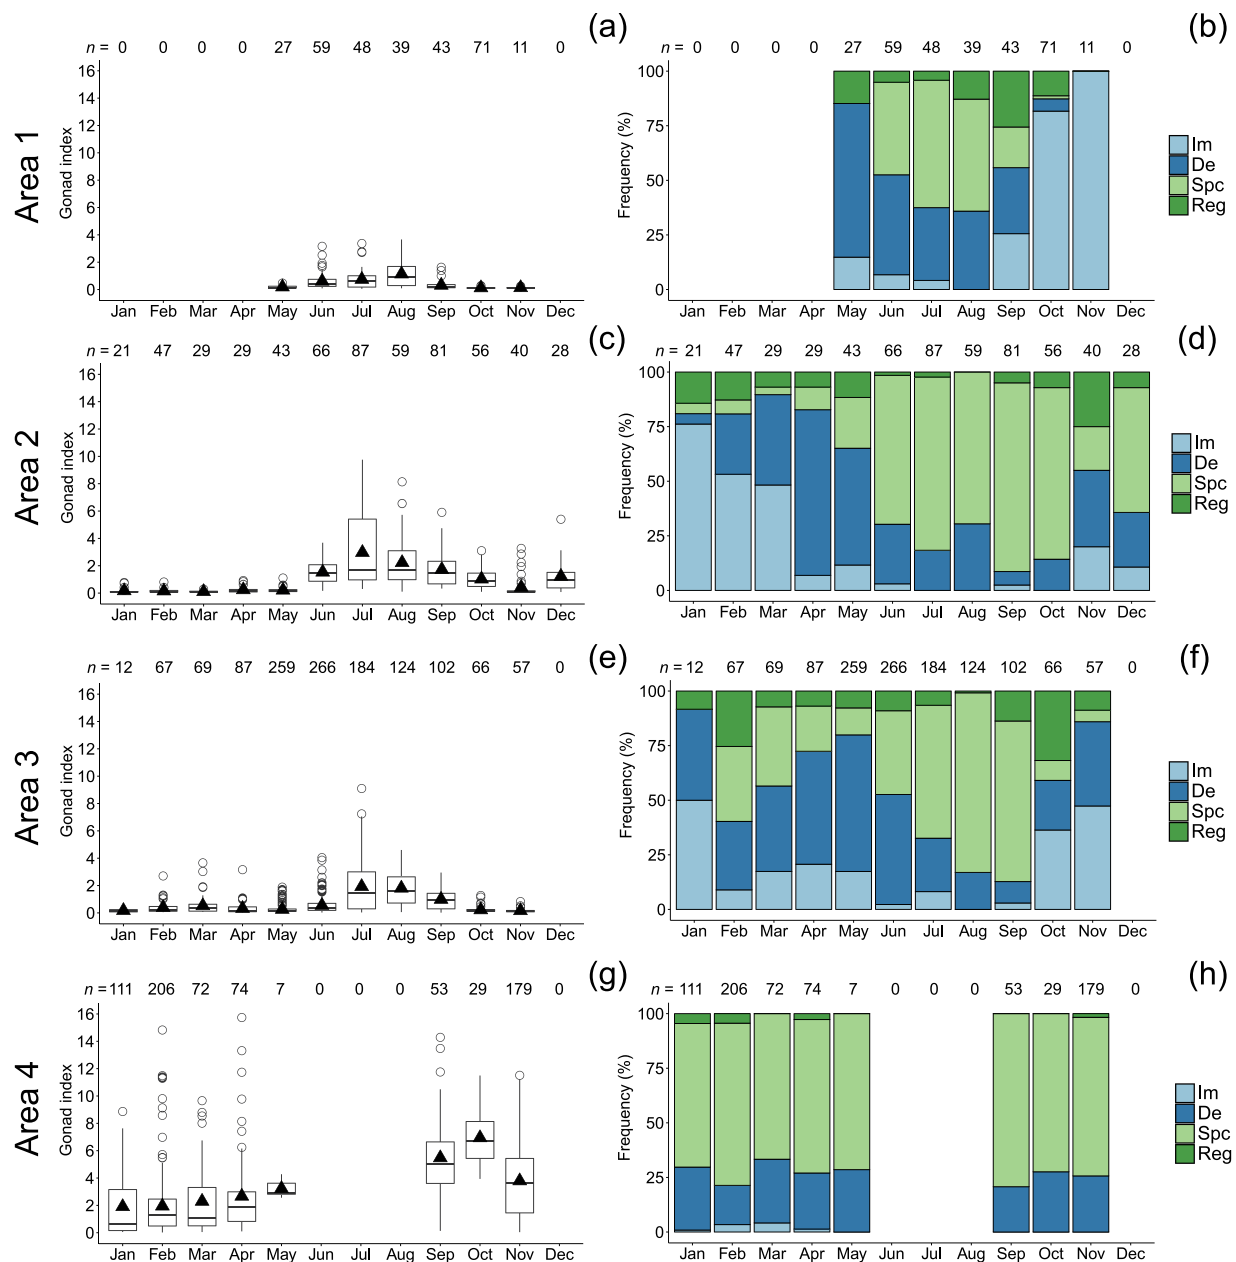 (a)
n = 0 0 0 0 27 59 48 39 43 71 11 0
Area 1
Gonad index
16
14
12
10
8
6
4
2
0
Jan Feb Mar Apr May Jun Jul Aug Sep Oct Nov Dec
(b)
n = 0 0 0 0 27 59 48 39 43 71 11 0
Frequency (%)
100
75
50
25
0
Jan Feb Mar Apr May Jun Jul Aug Sep Oct Nov Dec
Im
De
Spc
Reg
(c)
n = 21 47 29 29 43 66 87 59 81 56 40 28
Area 2
Gonad index
16
14
12
10
8
6
4
2
0
Jan Feb Mar Apr May Jun Jul Aug Sep Oct Nov Dec
(d)
n = 21 47 29 29 43 66 87 59 81 56 40 28
Frequency (%)
100
75
50
25
0
Jan Feb Mar Apr May Jun Jul Aug Sep Oct Nov Dec
Im
De
Spc
Reg
(e)
n = 12 67 69 87 259 266 184 124 102 66 57 0
Area 3
Gonad index
16
14
12
10
8
6
4
2
0
Jan Feb Mar Apr May Jun Jul Aug Sep Oct Nov Dec
(f)
n = 12 67 69 87 259 266 184 124 102 66 57 0
Frequency (%)
100
75
50
25
0
Jan Feb Mar Apr May Jun Jul Aug Sep Oct Nov Dec
Im
De
Spc
Reg
(g)
n = 111 206 72 74 7 0 0 0 53 29 179 0
Area 4
Gonad index
16
14
12
10
8
6
4
2
0
Jan Feb Mar Apr May Jun Jul Aug Sep Oct Nov Dec
(h)
n = 111 206 72 74 7 0 0 0 53 29 179 0
Frequency (%)
100
75
50
25
0
Jan Feb Mar Apr May Jun Jul Aug Sep Oct Nov Dec
Im
De
Spc
Reg